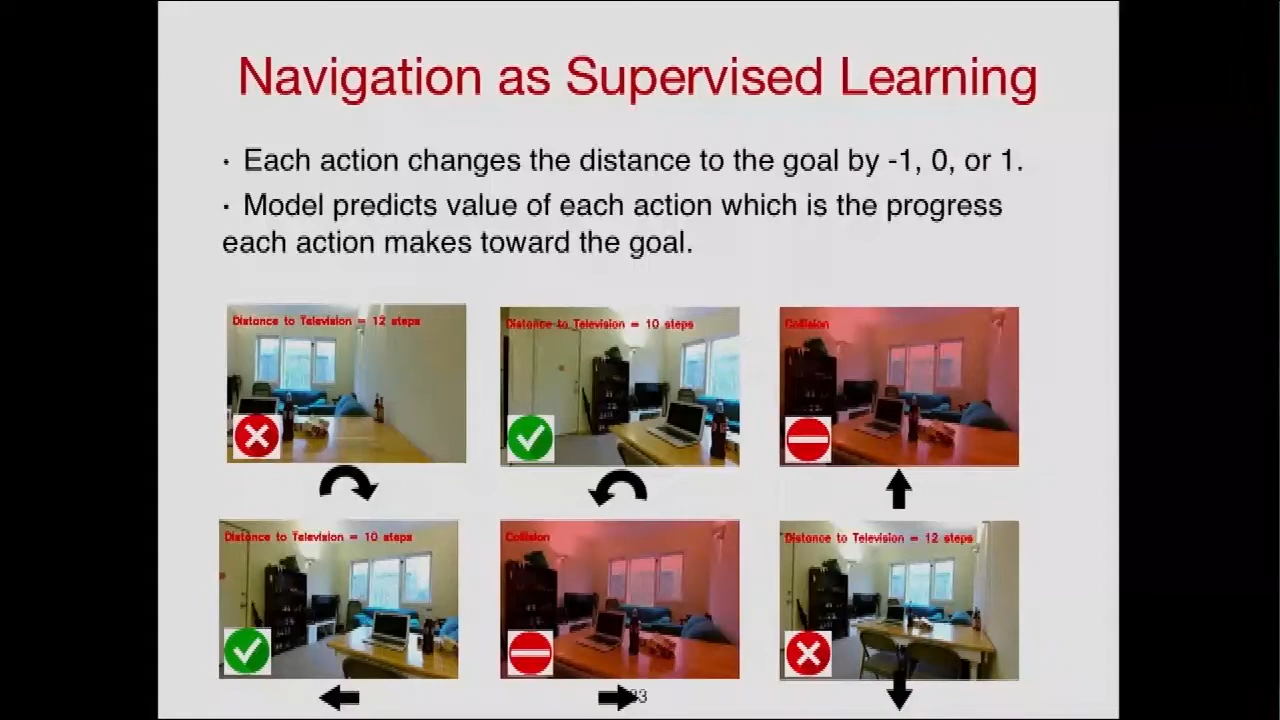 Navigation as Supervised Learning
· Each action changes the distance to the goal by -1, 0, or 1.
· Model predicts value of each action which is the progress
each action makes toward the goal.
Distance to Television = 12 steps
Distance to Television = 10 steps
Collision
Distance to Television = 10 steps
Collision
Distance to Television = 12 steps